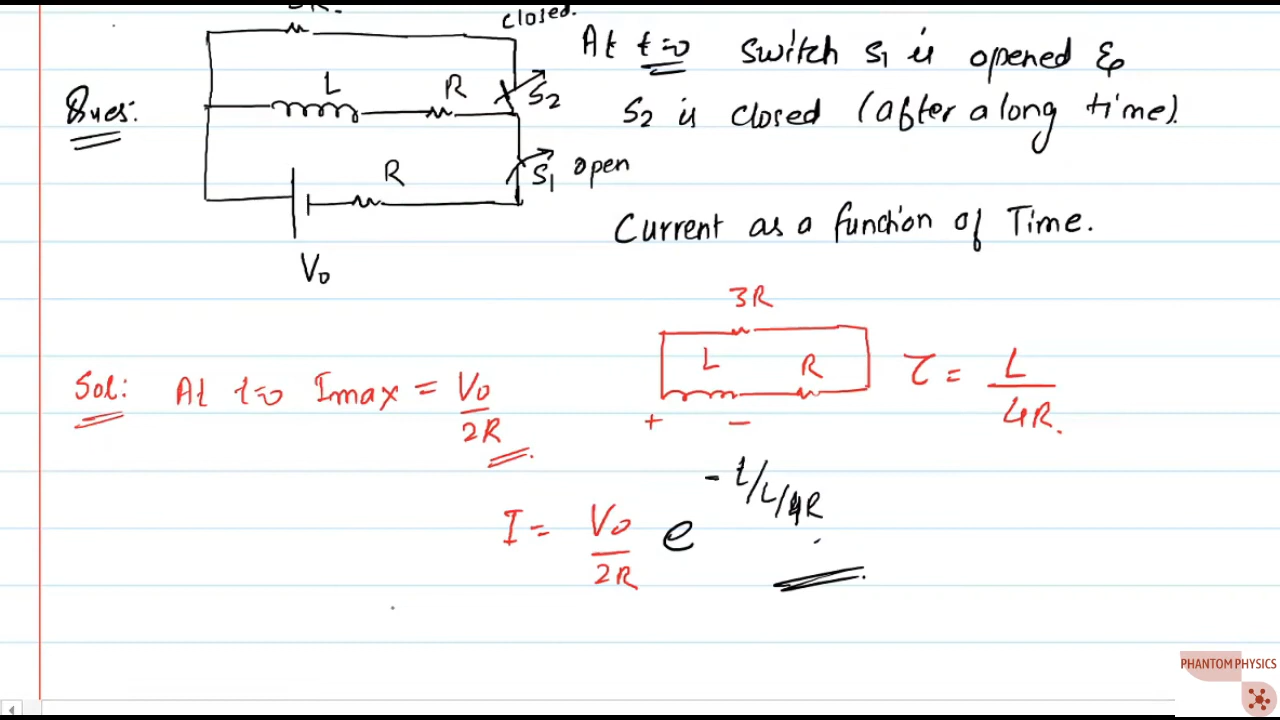 closed.
L R S2
Ques:
R S1 open
V0
At t=0 Switch S1 is opened &
S2 is closed (after a long time).
Current as a function of Time.
3R
L R
+ −
τ = L/4R.
Sol: At t=0 Imax = V0/2R
I = V0/2R e^-t/L/4R
PHANTOM PHYSICS